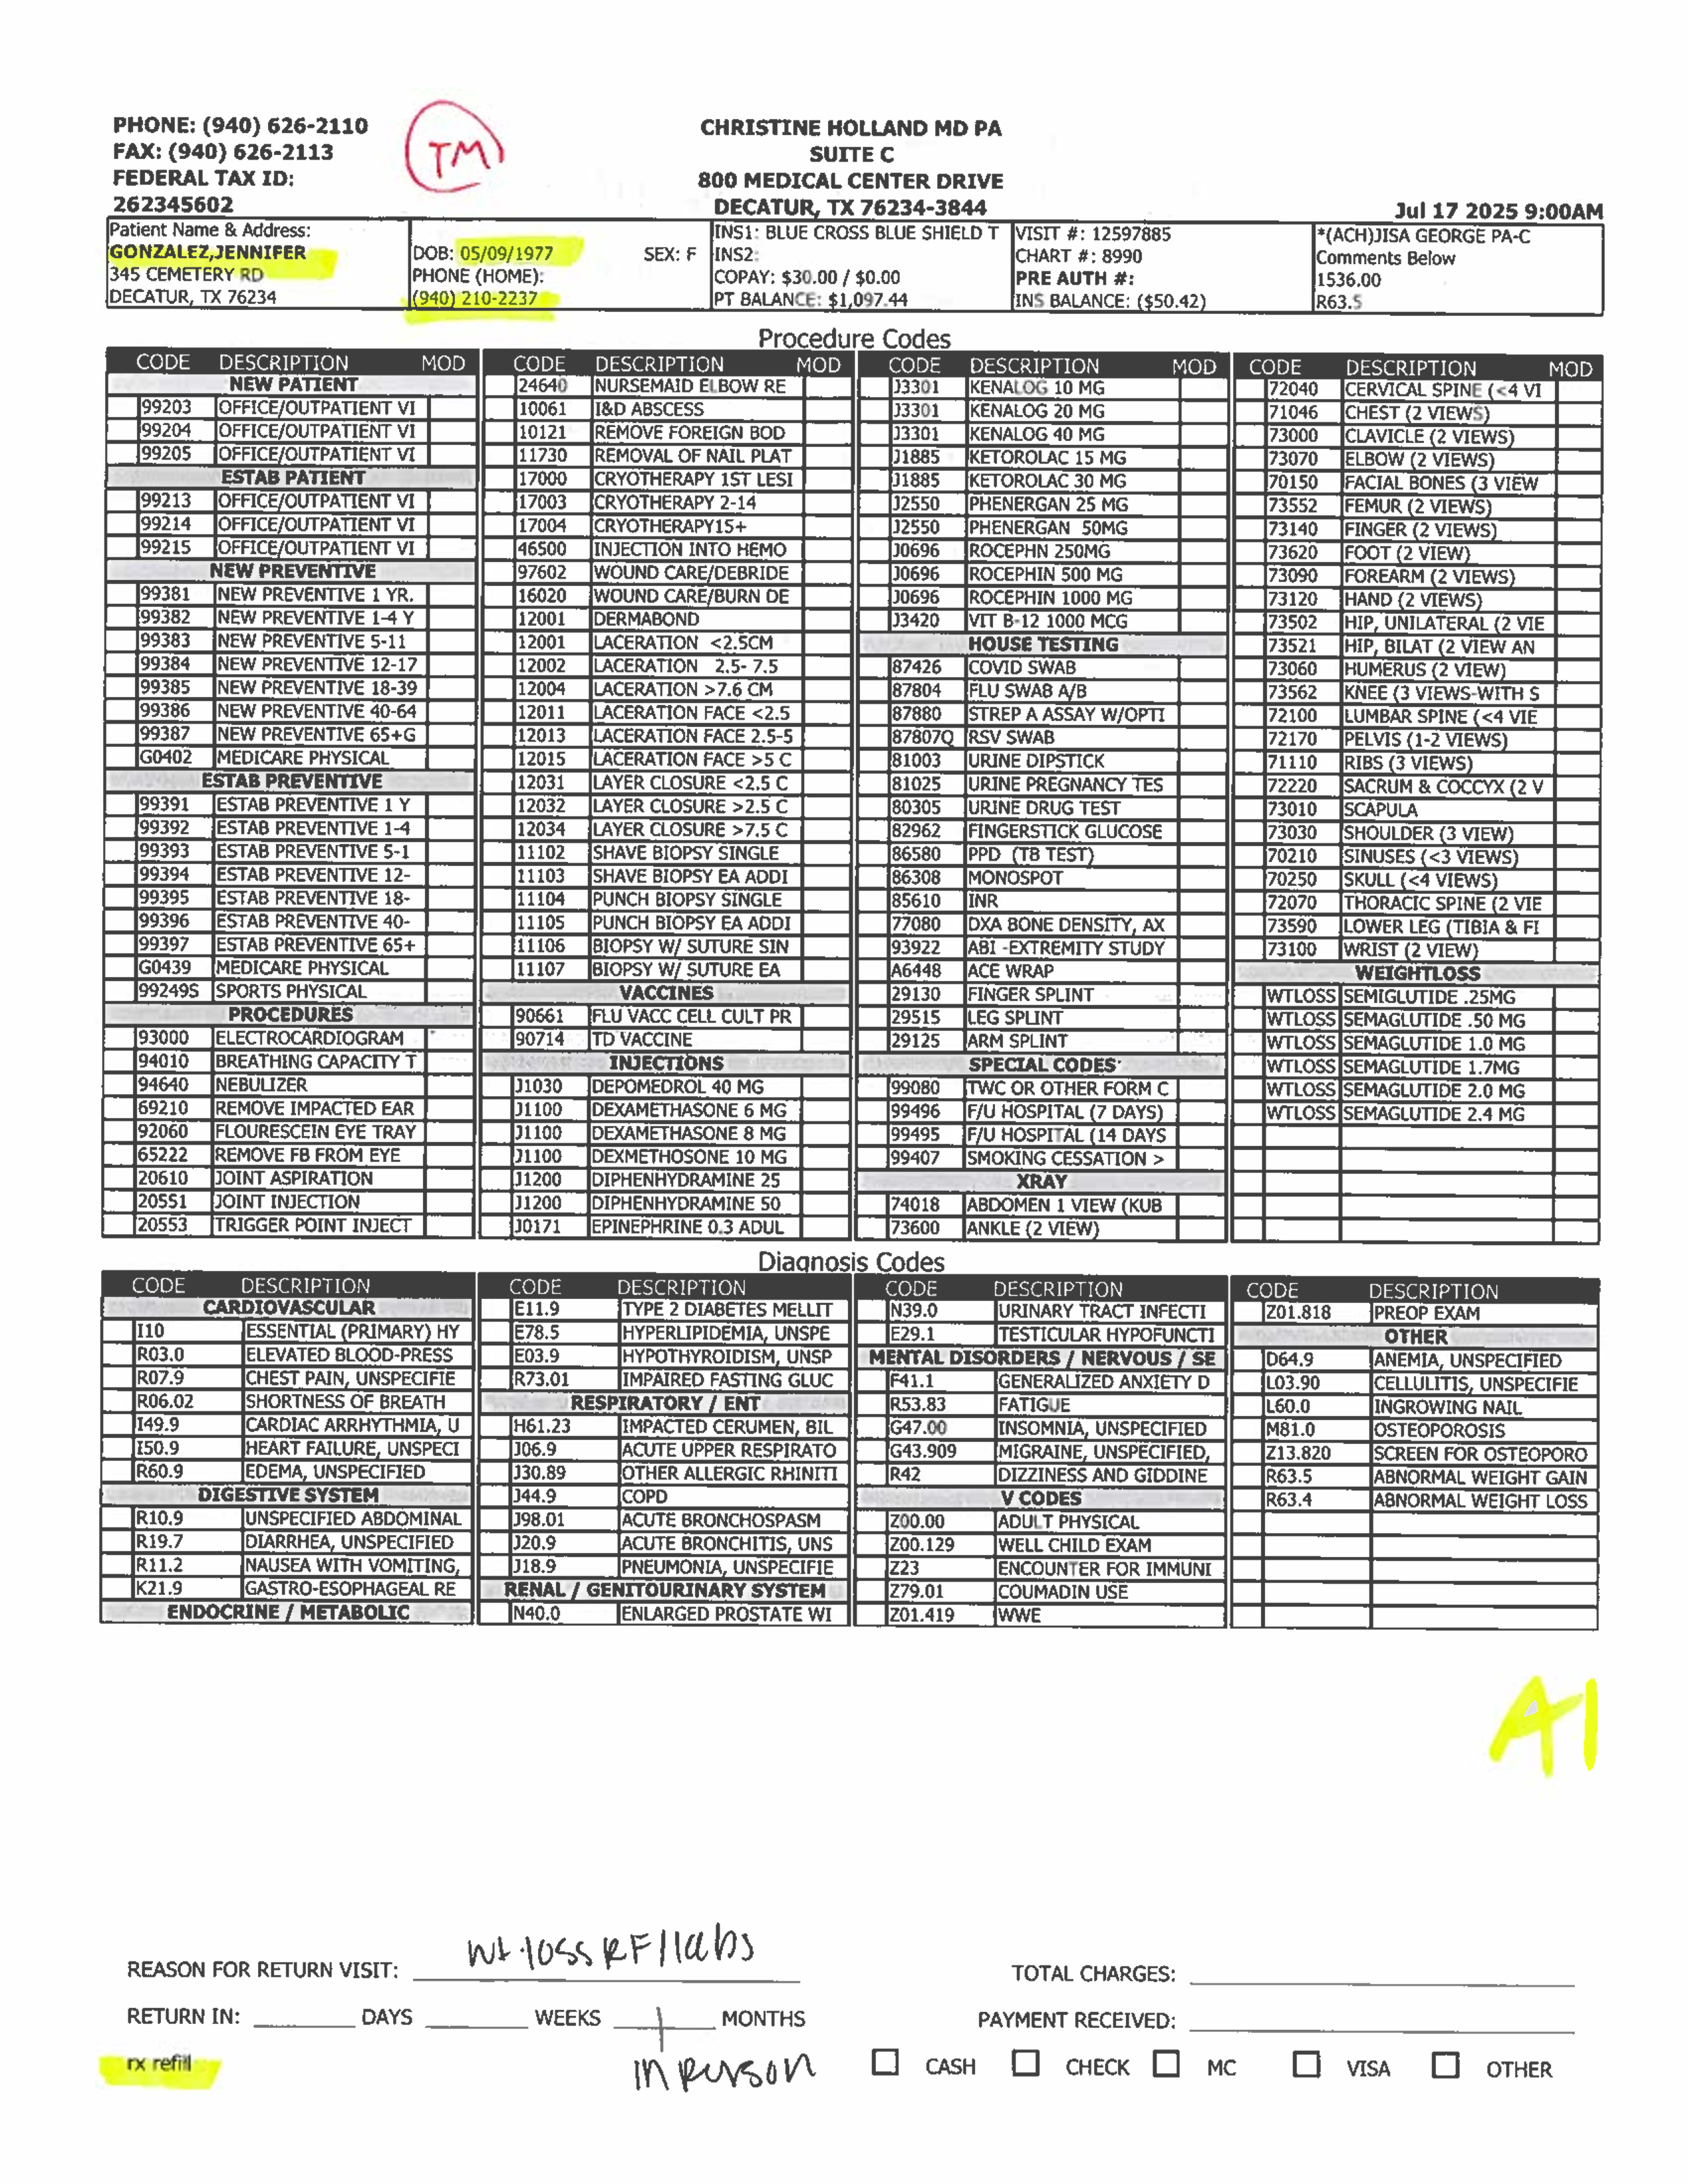 PHONE: (940) 626-2110
FAX: (940) 626-2113
FEDERAL TAX ID:
262345602
TM
CHRISTINE HOLLAND MD PA
SUITE C
800 MEDICAL CENTER DRIVE
DECATUR, TX 76234-3844
Jul 17 2025 9:00AM
Patient Name & Address:
GONZALEZ,JENNIFER
345 CEMETERY RD
DECATUR, TX 76234
DOB: 05/09/1977 SEX: F
PHONE (HOME):
(940) 210-2237
INS1: BLUE CROSS BLUE SHIELD T
INS2:
COPAY: $30.00 / $0.00
PT BALANCE: $1,097.44
VISIT #: 12597885
CHART #: 8990
PRE AUTH #:
INS BALANCE: ($50.42)
*(ACH)JISA GEORGE PA-C
Comments Below
1536.00
R63.5
Procedure Codes
CODE DESCRIPTION MOD
NEW PATIENT
99203 OFFICE/OUTPATIENT VI
99204 OFFICE/OUTPATIENT VI
99205 OFFICE/OUTPATIENT VI
ESTAB PATIENT
99213 OFFICE/OUTPATIENT VI
99214 OFFICE/OUTPATIENT VI
99215 OFFICE/OUTPATIENT VI
NEW PREVENTIVE
99381 NEW PREVENTIVE 1 YR.
99382 NEW PREVENTIVE 1-4 Y
99383 NEW PREVENTIVE 5-11
99384 NEW PREVENTIVE 12-17
99385 NEW PREVENTIVE 18-39
99386 NEW PREVENTIVE 40-64
99387 NEW PREVENTIVE 65+G
G0402 MEDICARE PHYSICAL
ESTAB PREVENTIVE
99391 ESTAB PREVENTIVE 1 Y
99392 ESTAB PREVENTIVE 1-4
99393 ESTAB PREVENTIVE 5-1
99394 ESTAB PREVENTIVE 12-
99395 ESTAB PREVENTIVE 18-
99396 ESTAB PREVENTIVE 40-
99397 ESTAB PREVENTIVE 65+
G0439 MEDICARE PHYSICAL
99249S SPORTS PHYSICAL
PROCEDURES
93000 ELECTROCARDIOGRAM
94010 BREATHING CAPACITY T
94640 NEBULIZER
69210 REMOVE IMPACTED EAR
92060 FLOURESCEIN EYE TRAY
65222 REMOVE FB FROM EYE
20610 JOINT ASPIRATION
20551 JOINT INJECTION
20553 TRIGGER POINT INJECT
CODE DESCRIPTION MOD
24640 NURSEMAID ELBOW RE
10061 I&D ABSCESS
10121 REMOVE FOREIGN BOD
11730 REMOVAL OF NAIL PLAT
17000 CRYOTHERAPY 1ST LESI
17003 CRYOTHERAPY 2-14
17004 CRYOTHERAPY15+
46500 INJECTION INTO HEMO
97602 WOUND CARE/DEBRIDE
16020 WOUND CARE/BURN DE
12001 DERMABOND
12001 LACERATION <2.5CM
12002 LACERATION 2.5- 7.5
12004 LACERATION >7.6 CM
12011 LACERATION FACE <2.5
12013 LACERATION FACE 2.5-5
12015 LACERATION FACE >5 C
12031 LAYER CLOSURE <2.5 C
12032 LAYER CLOSURE >2.5 C
12034 LAYER CLOSURE >7.5 C
11102 SHAVE BIOPSY SINGLE
11103 SHAVE BIOPSY EA ADDI
11104 PUNCH BIOPSY SINGLE
11105 PUNCH BIOPSY EA ADDI
11106 BIOPSY W/ SUTURE SIN
11107 BIOPSY W/ SUTURE EA
VACCINES
90661 FLU VACC CELL CULT PR
90714 TD VACCINE
INJECTIONS
J1030 DEPOMEDROL 40 MG
J1100 DEXAMETHASONE 6 MG
J1100 DEXAMETHASONE 8 MG
J1100 DEXMETHOSONE 10 MG
J1200 DIPHENHYDRAMINE 25
J1200 DIPHENHYDRAMINE 50
J0171 EPINEPHRINE 0.3 ADUL
CODE DESCRIPTION MOD
J3301 KENALOG 10 MG
J3301 KENALOG 20 MG
J3301 KENALOG 40 MG
J1885 KETOROLAC 15 MG
J1885 KETOROLAC 30 MG
J2550 PHENERGAN 25 MG
J2550 PHENERGAN 50MG
J0696 ROCEPHN 250MG
J0696 ROCEPHIN 500 MG
J0696 ROCEPHIN 1000 MG
J3420 VIT B-12 1000 MCG
HOUSE TESTING
87426 COVID SWAB
87804 FLU SWAB A/B
87880 STREP A ASSAY W/OPTI
87807Q RSV SWAB
81003 URINE DIPSTICK
81025 URINE PREGNANCY TES
80305 URINE DRUG TEST
82962 FINGERSTICK GLUCOSE
86580 PPD (TB TEST)
86308 MONOSPOT
85610 INR
77080 DXA BONE DENSITY, AX
93922 ABI -EXTREMITY STUDY
A6448 ACE WRAP
29130 FINGER SPLINT
29515 LEG SPLINT
29125 ARM SPLINT
SPECIAL CODES
99080 TWC OR OTHER FORM C
99496 F/U HOSPITAL (7 DAYS)
99495 F/U HOSPITAL (14 DAYS
99407 SMOKING CESSATION >
XRAY
74018 ABDOMEN 1 VIEW (KUB
73600 ANKLE (2 VIEW)
CODE DESCRIPTION MOD
72040 CERVICAL SPINE (<4 VI
71046 CHEST (2 VIEWS)
73000 CLAVICLE (2 VIEWS)
73070 ELBOW (2 VIEWS)
70150 FACIAL BONES (3 VIEW
73552 FEMUR (2 VIEWS)
73140 FINGER (2 VIEWS)
73620 FOOT (2 VIEW)
73090 FOREARM (2 VIEWS)
73120 HAND (2 VIEWS)
73502 HIP, UNILATERAL (2 VIE
73521 HIP, BILAT (2 VIEW AN
73060 HUMERUS (2 VIEW)
73562 KNEE (3 VIEWS-WITH S
72100 LUMBAR SPINE (<4 VIE
72170 PELVIS (1-2 VIEWS)
71110 RIBS (3 VIEWS)
72220 SACRUM & COCCYX (2 V
73010 SCAPULA
73030 SHOULDER (3 VIEW)
70210 SINUSES (<3 VIEWS)
70250 SKULL (<4 VIEWS)
72070 THORACIC SPINE (2 VIE
73590 LOWER LEG (TIBIA & FI
73100 WRIST (2 VIEW)
WEIGHTLOSS
WTLOSS SEMIGLUTIDE .25MG
WTLOSS SEMAGLUTIDE .50 MG
WTLOSS SEMAGLUTIDE 1.0 MG
WTLOSS SEMAGLUTIDE 1.7MG
WTLOSS SEMAGLUTIDE 2.0 MG
WTLOSS SEMAGLUTIDE 2.4 MG
Diagnosis Codes
CODE DESCRIPTION
CARDIOVASCULAR
I10 ESSENTIAL (PRIMARY) HY
R03.0 ELEVATED BLOOD-PRESS
R07.9 CHEST PAIN, UNSPECIFIE
R06.02 SHORTNESS OF BREATH
I49.9 CARDIAC ARRHYTHMIA, U
I50.9 HEART FAILURE, UNSPECI
R60.9 EDEMA, UNSPECIFIED
DIGESTIVE SYSTEM
R10.9 UNSPECIFIED ABDOMINAL
R19.7 DIARRHEA, UNSPECIFIED
R11.2 NAUSEA WITH VOMITING,
K21.9 GASTRO-ESOPHAGEAL RE
ENDOCRINE / METABOLIC
CODE DESCRIPTION
E11.9 TYPE 2 DIABETES MELLIT
E78.5 HYPERLIPIDEMIA, UNSPE
E03.9 HYPOTHYROIDISM, UNSP
R73.01 IMPAIRED FASTING GLUC
RESPIRATORY / ENT
H61.23 IMPACTED CERUMEN, BIL
J06.9 ACUTE UPPER RESPIRATO
J30.89 OTHER ALLERGIC RHINITI
J44.9 COPD
J98.01 ACUTE BRONCHOSPASM
J20.9 ACUTE BRONCHITIS, UNS
J18.9 PNEUMONIA, UNSPECIFIE
RENAL / GENITOURINARY SYSTEM
N40.0 ENLARGED PROSTATE WI
CODE DESCRIPTION
N39.0 URINARY TRACT INFECTI
E29.1 TESTICULAR HYPOFUNCTI
MENTAL DISORDERS / NERVOUS / SE
F41.1 GENERALIZED ANXIETY D
R53.83 FATIGUE
G47.00 INSOMNIA, UNSPECIFIED
G43.909 MIGRAINE, UNSPECIFIED,
R42 DIZZINESS AND GIDDINE
V CODES
Z00.00 ADULT PHYSICAL
Z00.129 WELL CHILD EXAM
Z23 ENCOUNTER FOR IMMUNI
Z79.01 COUMADIN USE
Z01.419 WWE
CODE DESCRIPTION
Z01.818 PREOP EXAM
OTHER
D64.9 ANEMIA, UNSPECIFIED
L03.90 CELLULITIS, UNSPECIFIE
L60.0 INGROWING NAIL
M81.0 OSTEOPOROSIS
Z13.820 SCREEN FOR OSTEOPORO
R63.5 ABNORMAL WEIGHT GAIN
R63.4 ABNORMAL WEIGHT LOSS
A1
REASON FOR RETURN VISIT: Wt.loss RF/labs
TOTAL CHARGES:
RETURN IN: DAYS WEEKS 1 MONTHS
PAYMENT RECEIVED:
rx refill
in person
CASH CHECK MC VISA OTHER